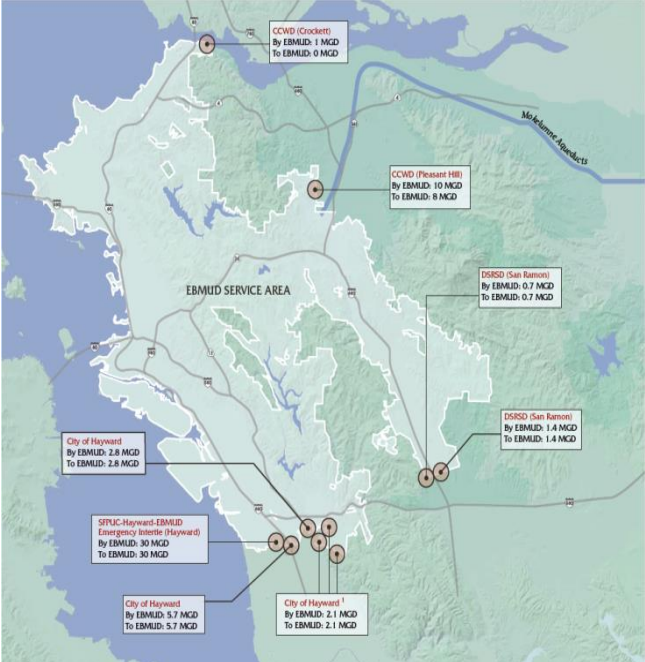 CCWD (Crockett)
By EBMUD: 1 MGD
To EBMUD: 0 MGD
Mokelumne Aqueducts
CCWD (Pleasant Hill)
By EBMUD: 10 MGD
To EBMUD: 8 MGD
EBMUD SERVICE AREA
DSRSD (San Ramon)
By EBMUD: 0.7 MGD
To EBMUD: 0.7 MGD
DSRSD (San Ramon)
By EBMUD: 1.4 MGD
To EBMUD: 1.4 MGD
City of Hayward
By EBMUD: 2.8 MGD
To EBMUD: 2.8 MGD
SFPUC-Hayward-EBMUD
Emergency Intertie (Hayward)
By EBMUD: 30 MGD
To EBMUD: 30 MGD
City of Hayward
By EBMUD: 5.7 MGD
To EBMUD: 5.7 MGD
City of Hayward 1
By EBMUD: 2.1 MGD
To EBMUD: 2.1 MGD